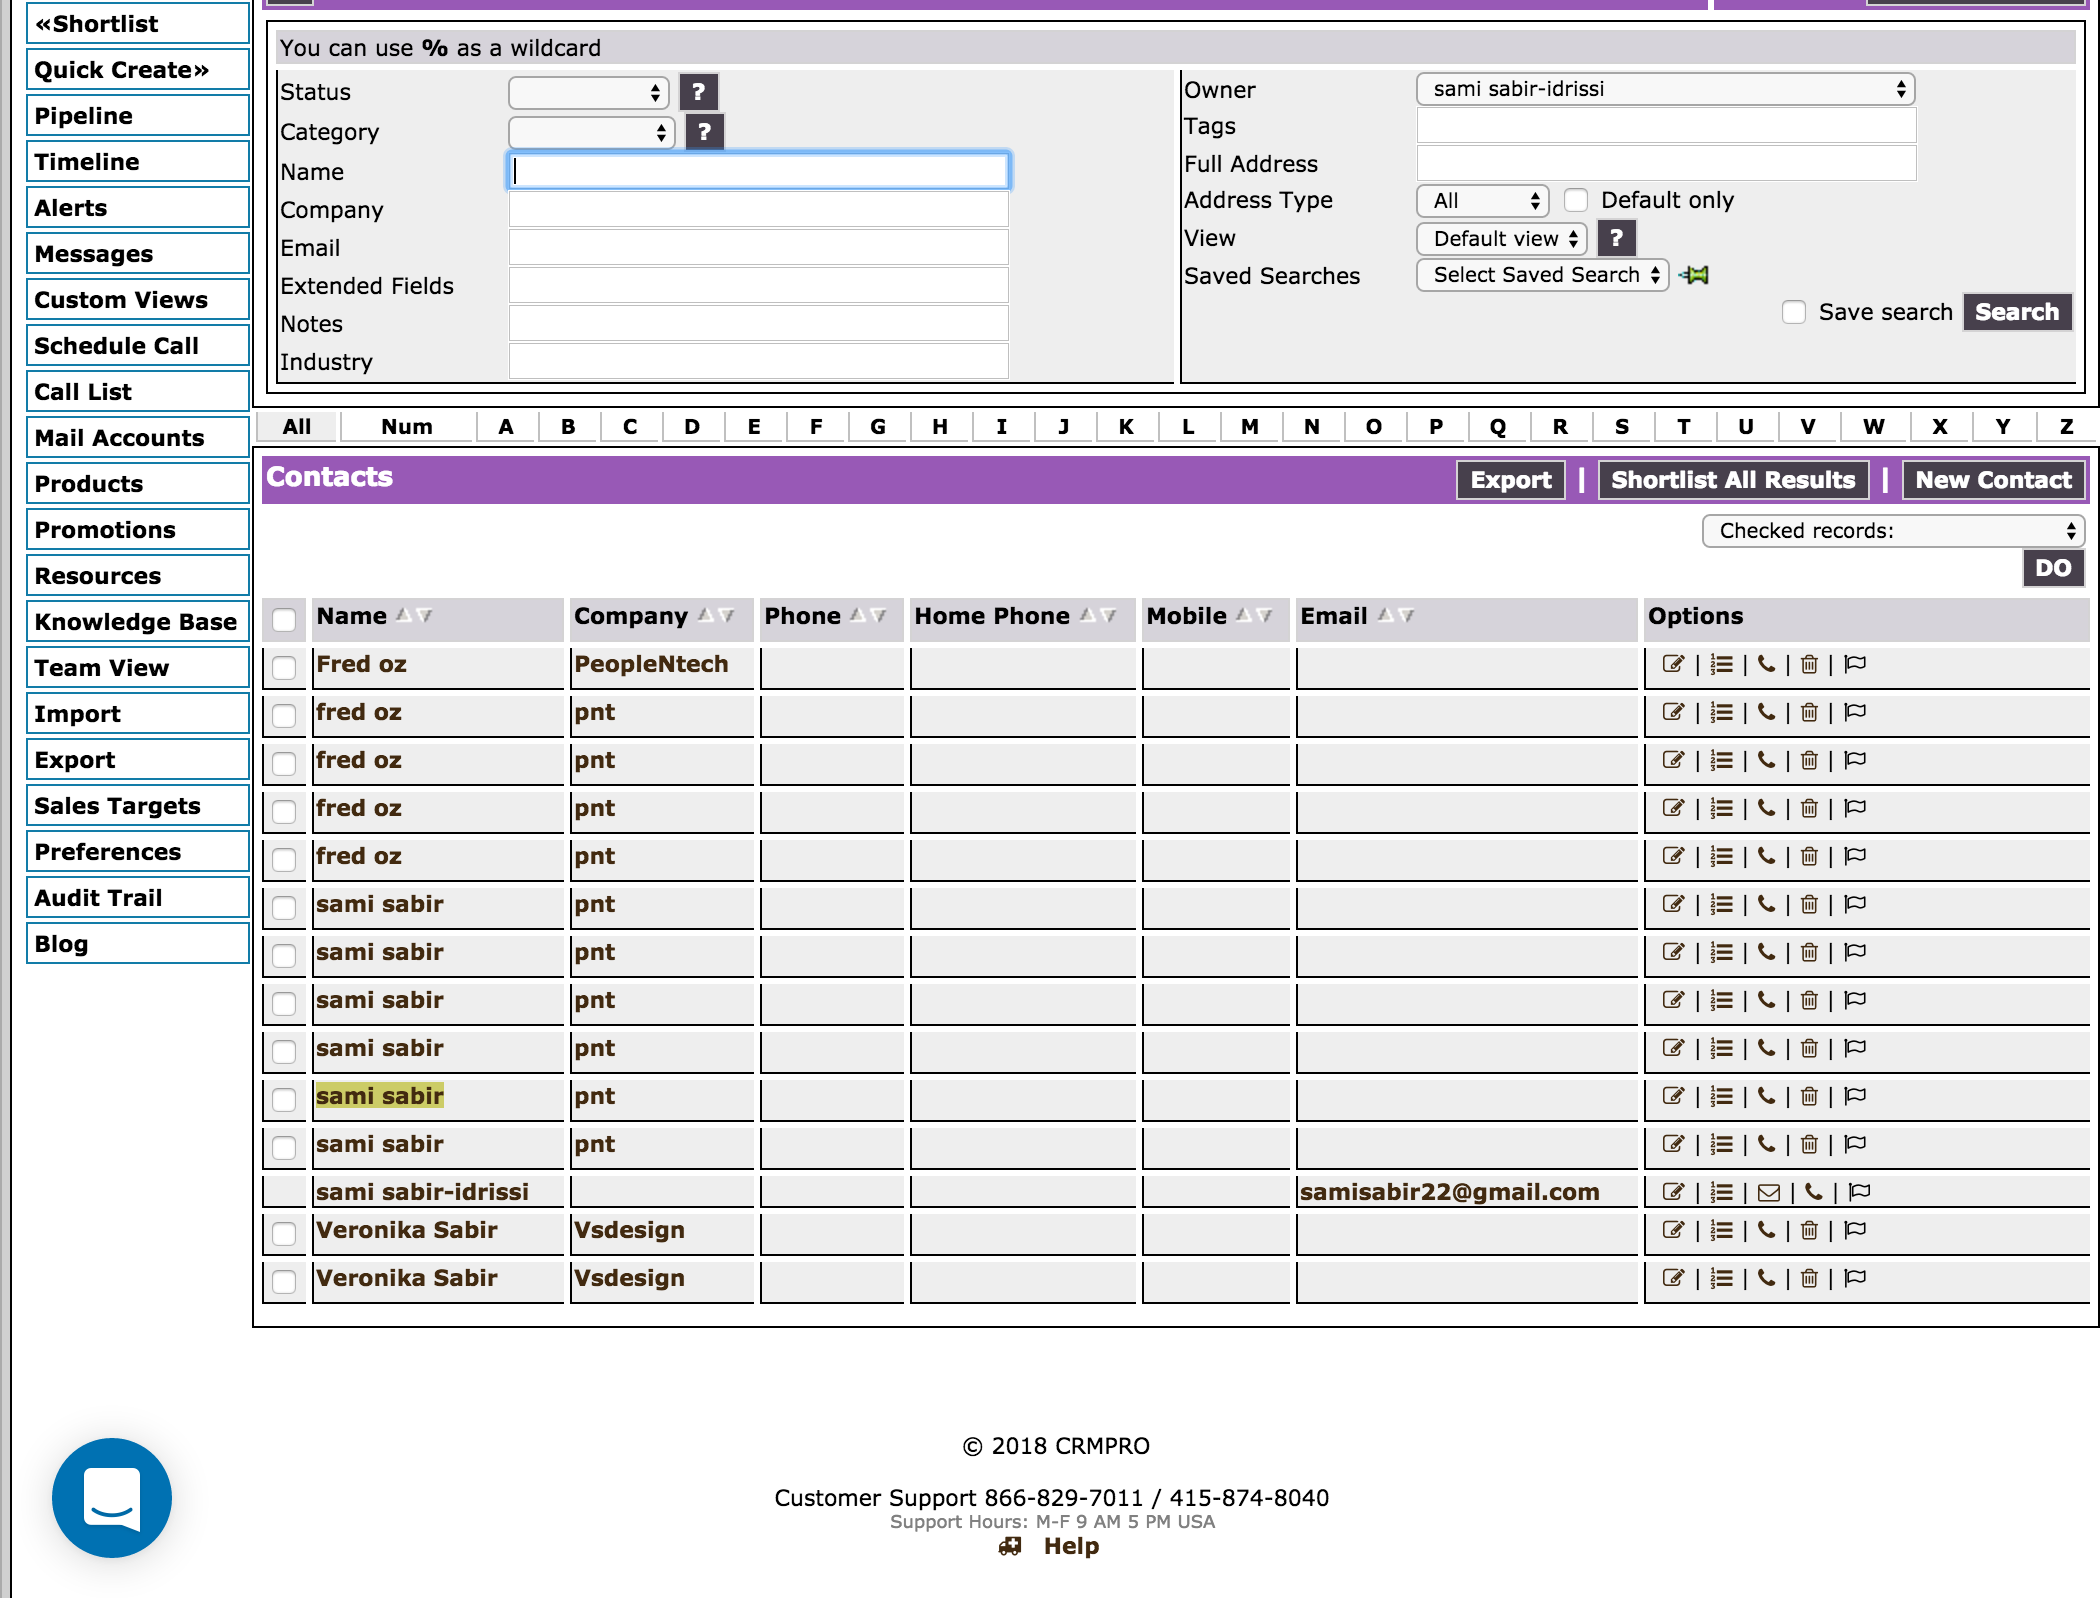 «Shortlist
Quick Create»
Pipeline
Timeline
Alerts
Messages
Custom Views
Schedule Call
Call List
Mail Accounts
Products
Promotions
Resources
Knowledge Base
Team View
Import
Export
Sales Targets
Preferences
Audit Trail
Blog
You can use % as a wildcard
Status ?
Category ?
Name
Company
Email
Extended Fields
Notes
Industry
Owner sami sabir-idrissi
Tags
Full Address
Address Type All Default only
View Default view ?
Saved Searches Select Saved Search
Save search Search
All Num A B C D E F G H I J K L M N O P Q R S T U V W X Y Z
Contacts Export | Shortlist All Results | New Contact
Checked records:
DO
Name Company Phone Home Phone Mobile Email Options
Fred oz PeopleNtech | | | |
fred oz pnt | | | |
fred oz pnt | | | |
fred oz pnt | | | |
fred oz pnt | | | |
sami sabir pnt | | | |
sami sabir pnt | | | |
sami sabir pnt | | | |
sami sabir pnt | | | |
sami sabir pnt | | | |
sami sabir pnt | | | |
sami sabir-idrissi samisabir22@gmail.com | | | |
Veronika Sabir Vsdesign | | | |
Veronika Sabir Vsdesign | | | |
© 2018 CRMPRO
Customer Support 866-829-7011 / 415-874-8040
Support Hours: M-F 9 AM 5 PM USA
Help